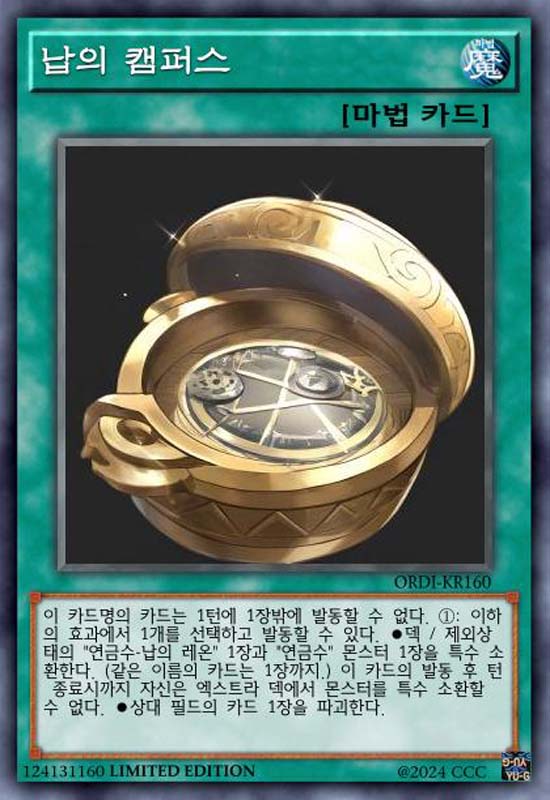 납의 캠퍼스
마법
魔
[마법 카드]
ORDI-KR160
이 카드명의 카드는 1턴에 1장밖에 발동할 수 없다. ①: 이하
의 효과에서 1개를 선택하고 발동할 수 있다. ●덱 / 제외상
태의 "연금수-납의 레온" 1장과 "연금수" 몬스터 1장을 특수 소
환한다. (같은 이름의 카드는 1장까지.) 이 카드의 발동 후 턴
종료시까지 자신은 엑스트라 덱에서 몬스터를 특수 소환할
수 없다. ●상대 필드의 카드 1장을 파괴한다.
124131160 LIMITED EDITION
@2024 CCC
YU-G